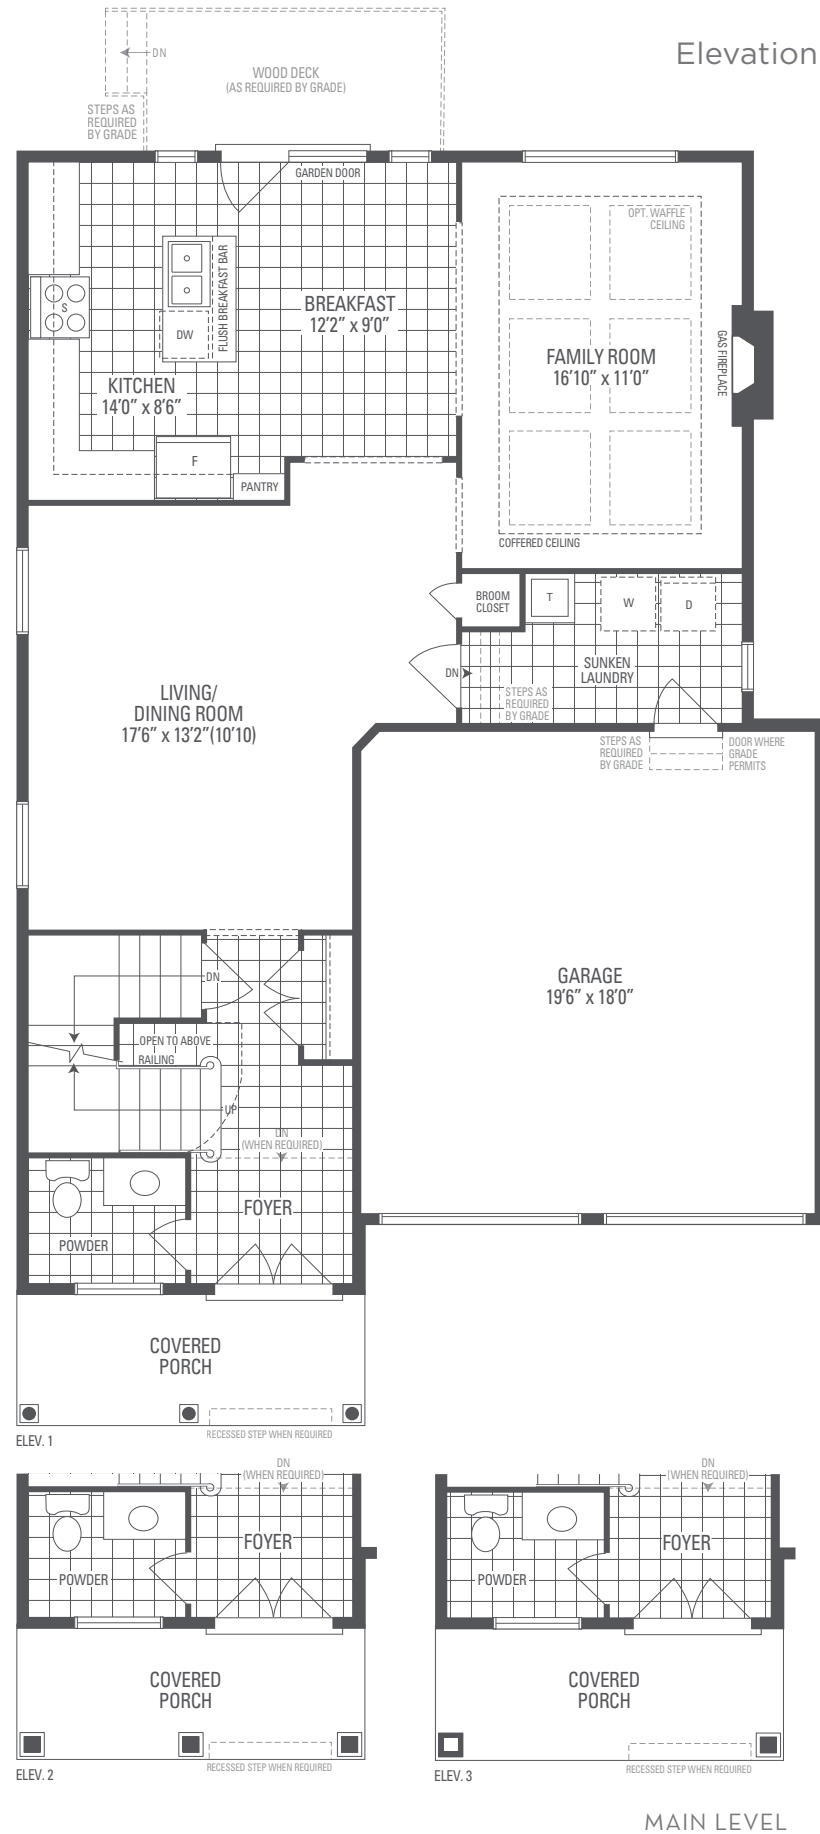 Elevation
DN
WOOD DECK
(AS REQUIRED BY GRADE)
STEPS AS
REQUIRED
BY GRADE
GARDEN DOOR
OPT. WAFFLE
CEILING
FLUSH BREAKFAST BAR
S
DW
BREAKFAST
12'2" x 9'0"
FAMILY ROOM
16'10" x 11'0"
GAS FIREPLACE
KITCHEN
14'0" x 8'6"
F
PANTRY
COFFERED CEILING
BROOM
CLOSET
T
W
D
DN
SUNKEN
LAUNDRY
STEPS AS
REQUIRED
BY GRADE
LIVING/
DINING ROOM
17'6" x 13'2"(10'10)
STEPS AS
REQUIRED
BY GRADE
DOOR WHERE
GRADE
PERMITS
GARAGE
19'6" x 18'0"
DN
OPEN TO ABOVE
RAILING
UP
DN
(WHEN REQUIRED)
FOYER
POWDER
COVERED
PORCH
RECESSED STEP WHEN REQUIRED
ELEV. 1
DN
(WHEN REQUIRED)
FOYER
POWDER
COVERED
PORCH
RECESSED STEP WHEN REQUIRED
ELEV. 2
DN
(WHEN REQUIRED)
FOYER
POWDER
COVERED
PORCH
RECESSED STEP WHEN REQUIRED
ELEV. 3
MAIN LEVEL